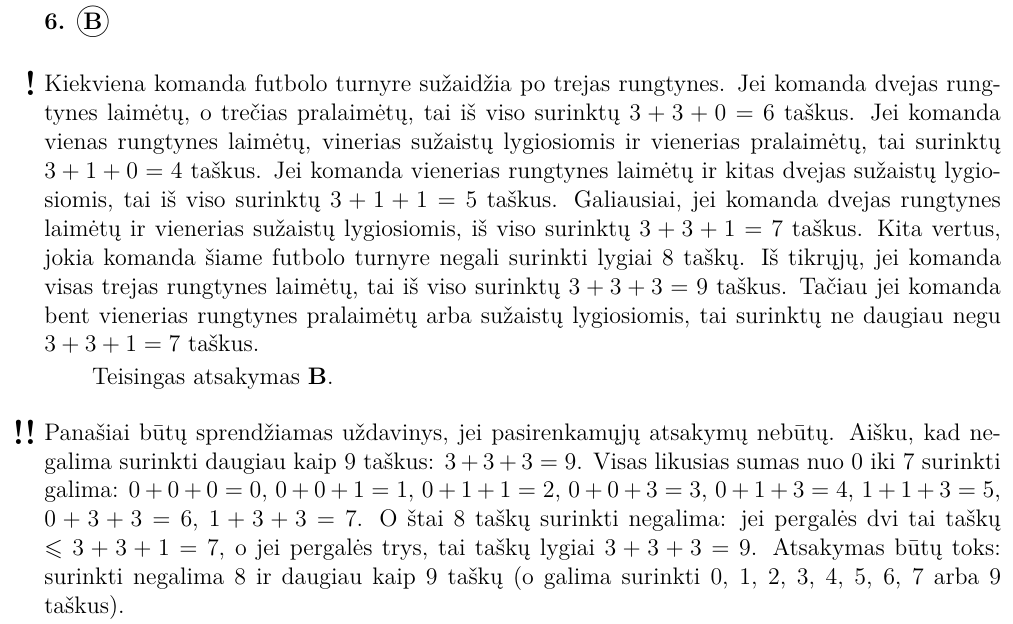 6. B
! Kiekviena komanda futbolo turnyre sužaidžia po trejas rungtynes. Jei komanda dvejas rung-
tynes laimėtų, o trečias pralaimėtų, tai iš viso surinktų 3 + 3 + 0 = 6 taškus. Jei komanda
vienas rungtynes laimėtų, vinerias sužaistų lygiosiomis ir vienerias pralaimėtų, tai surinktų
3 + 1 + 0 = 4 taškus. Jei komanda vienerias rungtynes laimėtų ir kitas dvejas sužaistų lygio-
siomis, tai iš viso surinktų 3 + 1 + 1 = 5 taškus. Galiausiai, jei komanda dvejas rungtynes
laimėtų ir vienerias sužaistų lygiosiomis, iš viso surinktų 3 + 3 + 1 = 7 taškus. Kita vertus,
jokia komanda šiame futbolo turnyre negali surinkti lygiai 8 taškų. Iš tikrųjų, jei komanda
visas trejas rungtynes laimėtų, tai iš viso surinktų 3 + 3 + 3 = 9 taškus. Tačiau jei komanda
bent vienerias rungtynes pralaimėtų arba sužaistų lygiosiomis, tai surinktų ne daugiau negu
3 + 3 + 1 = 7 taškus.
Teisingas atsakymas B.
!! Panašiai būtų sprendžiamas uždavinys, jei pasirenkamųjų atsakymų nebūtų. Aišku, kad ne-
galima surinkti daugiau kaip 9 taškus: 3 + 3 + 3 = 9. Visas likusias sumas nuo 0 iki 7 surinkti
galima: 0 + 0 + 0 = 0, 0 + 0 + 1 = 1, 0 + 1 + 1 = 2, 0 + 0 + 3 = 3, 0 + 1 + 3 = 4, 1 + 1 + 3 = 5,
0 + 3 + 3 = 6, 1 + 3 + 3 = 7. O štai 8 taškų surinkti negalima: jei pergalės dvi tai taškų
⩽ 3 + 3 + 1 = 7, o jei pergalės trys, tai taškų lygiai 3 + 3 + 3 = 9. Atsakymas būtų toks:
surinkti negalima 8 ir daugiau kaip 9 taškų (o galima surinkti 0, 1, 2, 3, 4, 5, 6, 7 arba 9
taškus).